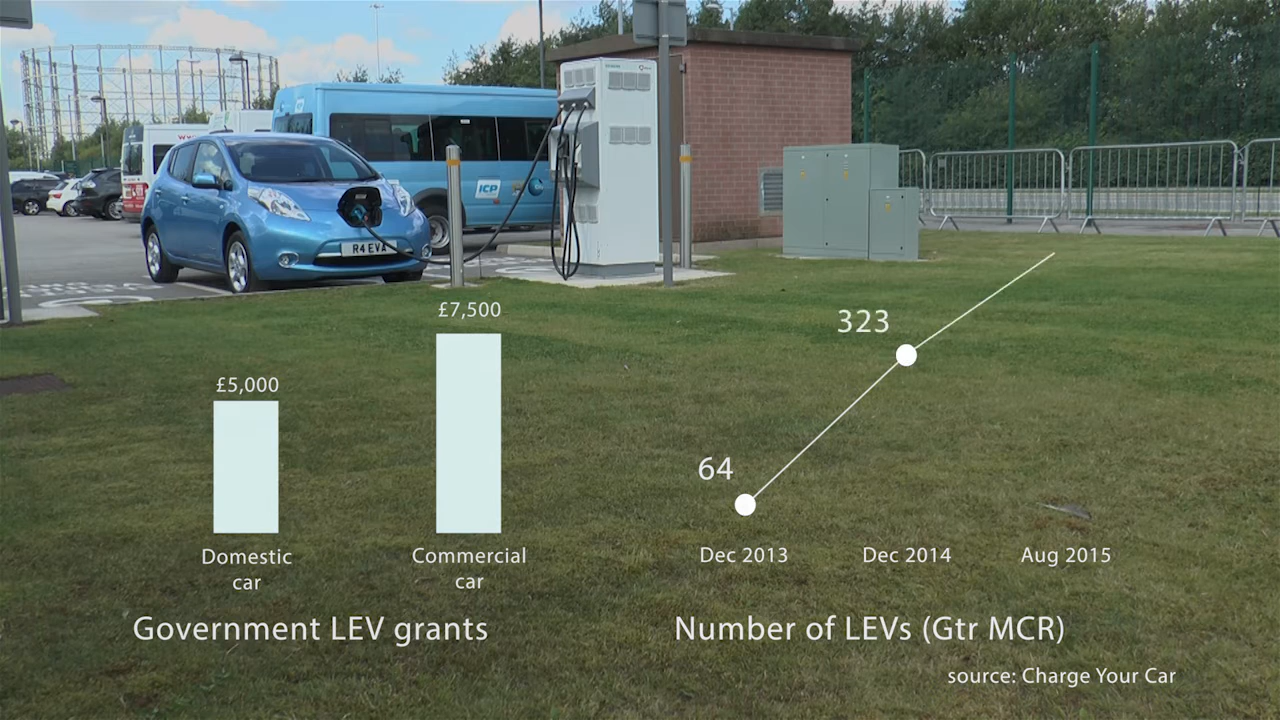 ICP
R4 EVA
£7,500
£5,000
323
64
Domestic
car
Commercial
car
Dec 2013
Dec 2014
Aug 2015
Government LEV grants
Number of LEVs (Gtr MCR)
source: Charge Your Car